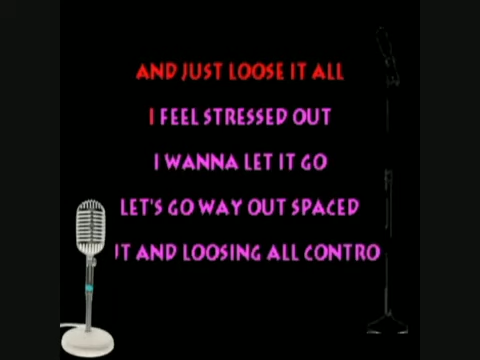 AND JUST LOOSE IT ALL
I FEEL STRESSED OUT
I WANNA LET IT GO
LET'S GO WAY OUT SPACED
UT AND LOOSING ALL CONTRO